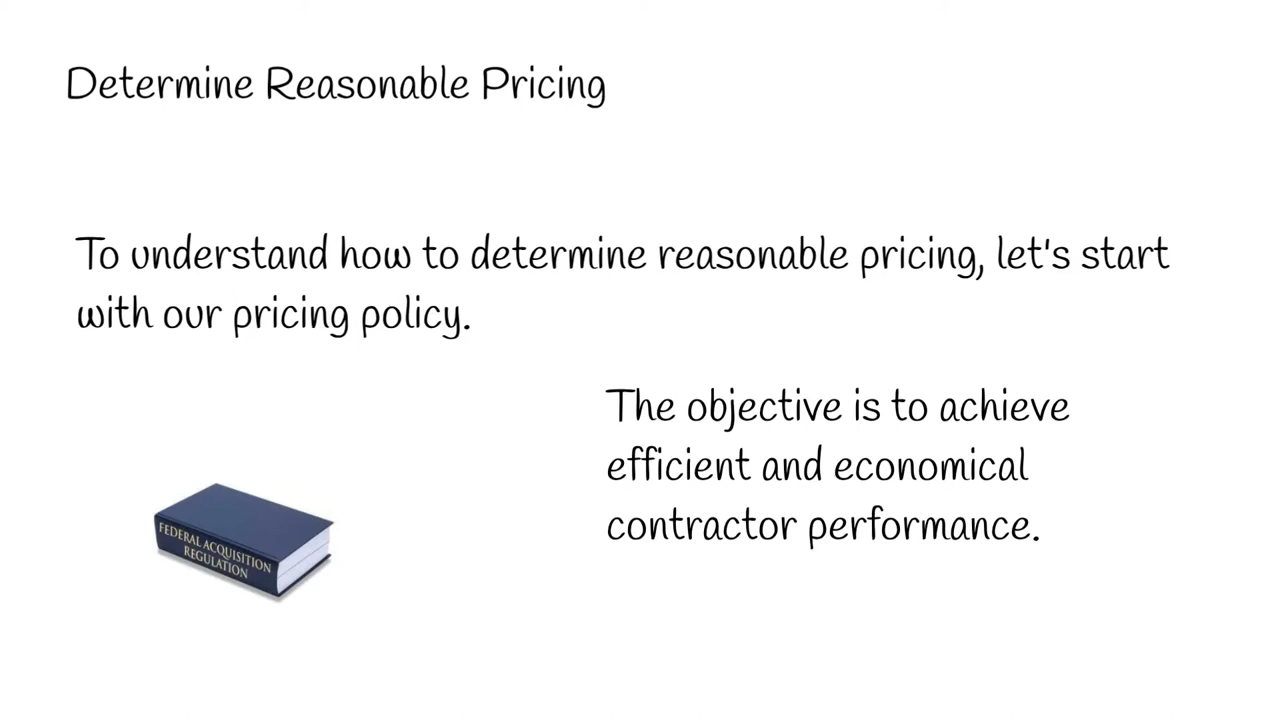 Determine Reasonable Pricing
To understand how to determine reasonable pricing, let's start
with our pricing policy.
The objective is to achieve
efficient and economical
contractor performance.
FEDERAL ACQUISITION
REGULATION